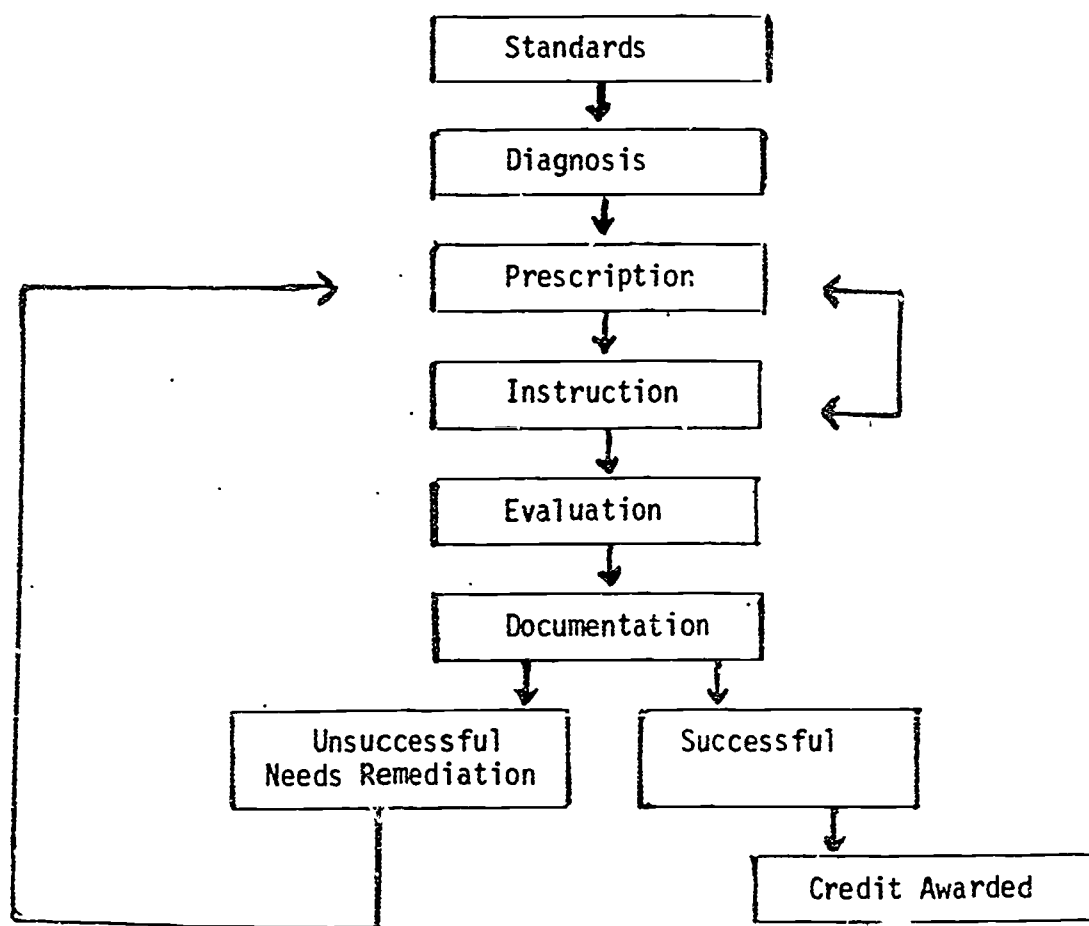 Standards
Diagnosis
Prescription
Instruction
Evaluation
Documentation
Unsuccessful
Needs Remediation
Successful
Credit Awarded